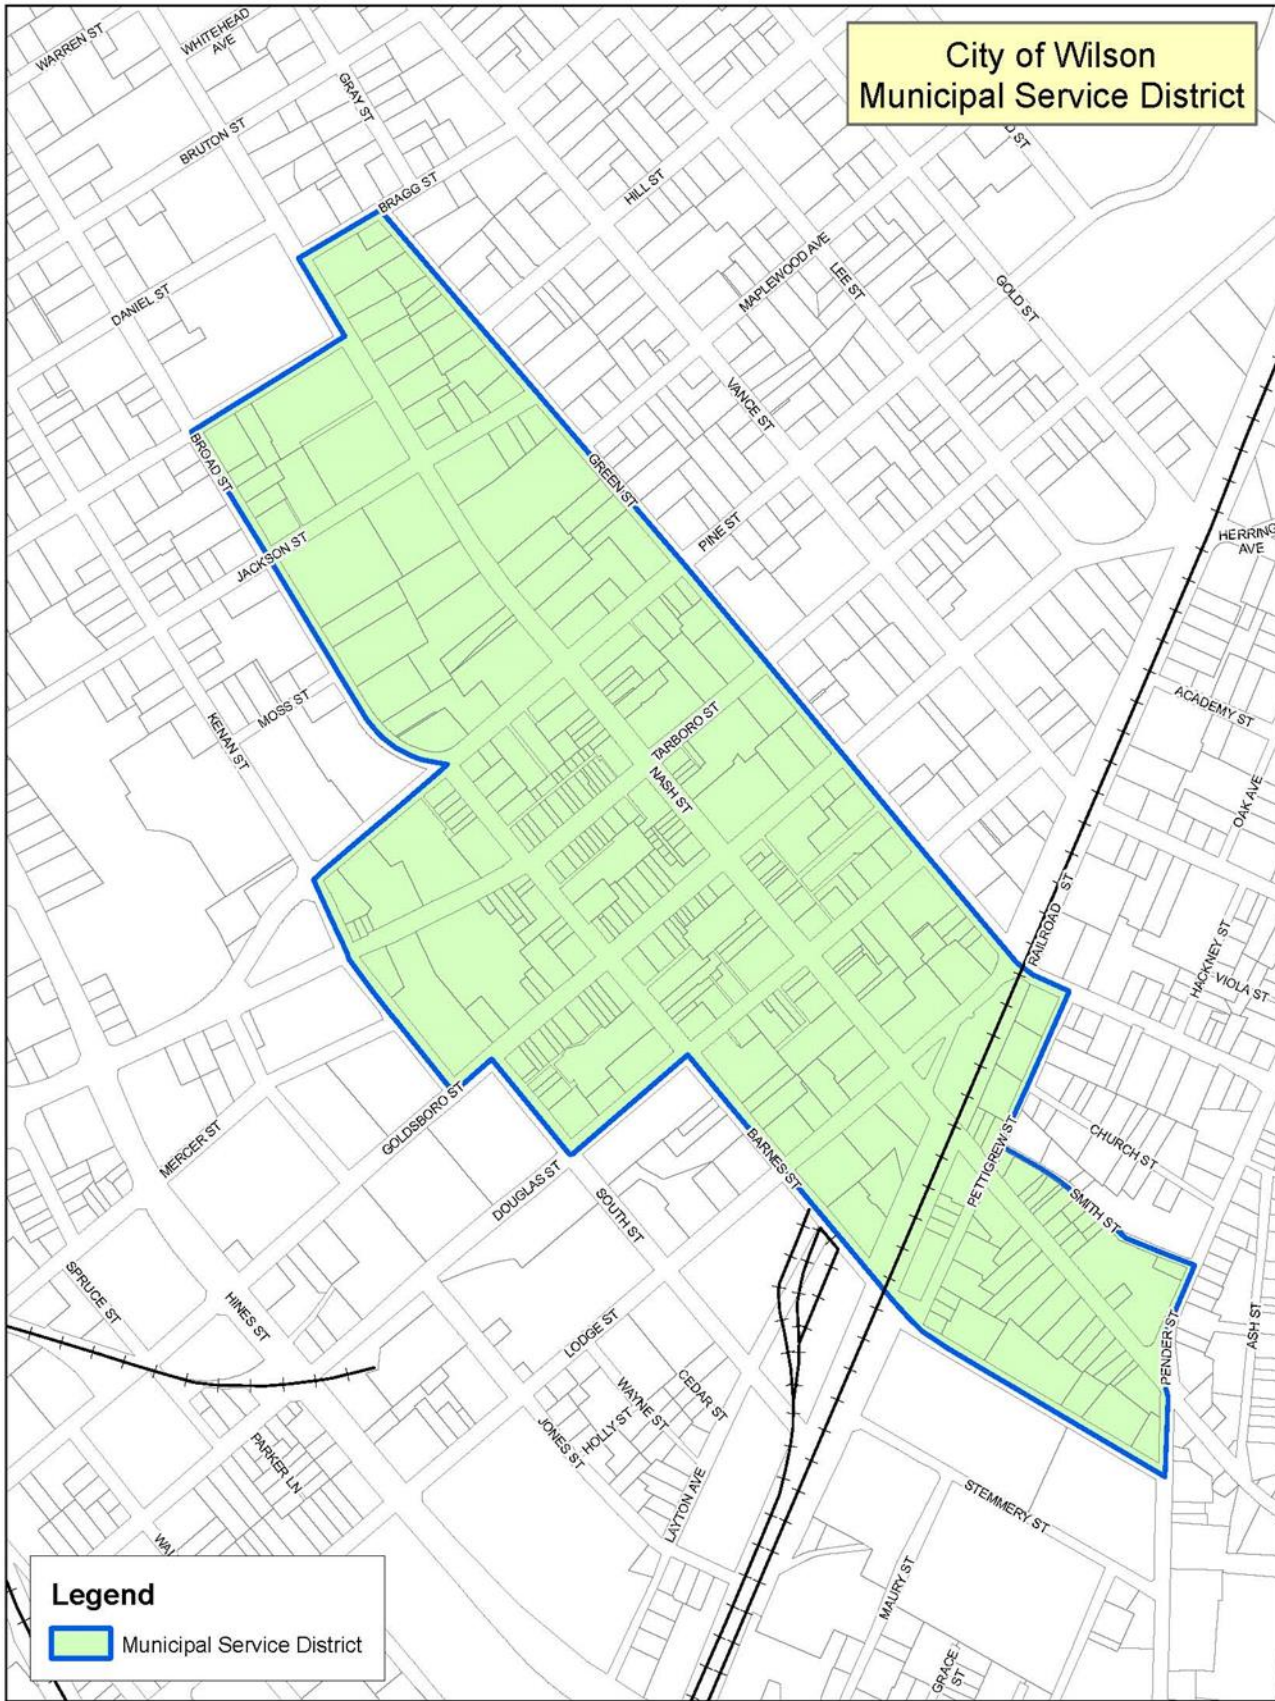 City of Wilson
Municipal Service District
WARREN ST
WHITEHEAD
AVE
GRAY ST
BRUTON ST
BRAGG ST
HILL ST
ST
DANIEL ST
MAPLEWOOD AVE
LEE ST
GOLD ST
VANCE ST
BROAD ST
GREEN ST
PINE ST
JACKSON ST
HERRING
AVE
MOSS ST
KENAN ST
TARBORO ST
NASH ST
ACADEMY ST
OAK AVE
RAILROAD ST
HACKNEY ST
VIOLA ST
MERCER ST
GOLDSBORO ST
DOUGLAS ST
SOUTH ST
BARNES ST
PETTIGREW ST
CHURCH ST
SMITH ST
SPRUCE ST
HINES ST
LODGE ST
PENDER ST
ASH ST
CEDAR ST
WAYNE ST
HOLLY ST
JONES ST
PARKER LN
LAYTON AVE
STEMMERY ST
MAURY ST
GRACE
ST
Legend
Municipal Service District